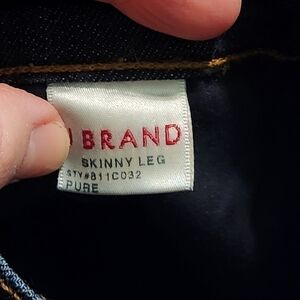 BRAND
SKINNY LEG
STY#811C032
PURE